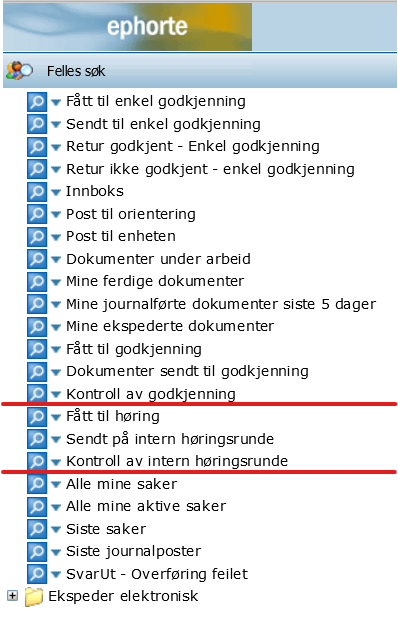 ephorte
Felles søk
Fått til enkel godkjenning
Sendt til enkel godkjenning
Retur godkjent - Enkel godkjenning
Retur ikke godkjent - enkel godkjenning
Innboks
Post til orientering
Post til enheten
Dokumenter under arbeid
Mine ferdige dokumenter
Mine journalførte dokumenter siste 5 dager
Mine ekspederte dokumenter
Fått til godkjenning
Dokumenter sendt til godkjenning
Kontroll av godkjenning
Fått til høring
Sendt på intern høringsrunde
Kontroll av intern høringsrunde
Alle mine saker
Alle mine aktive saker
Siste saker
Siste journalposter
SvarUt - Overføring feilet
Ekspeder elektronisk